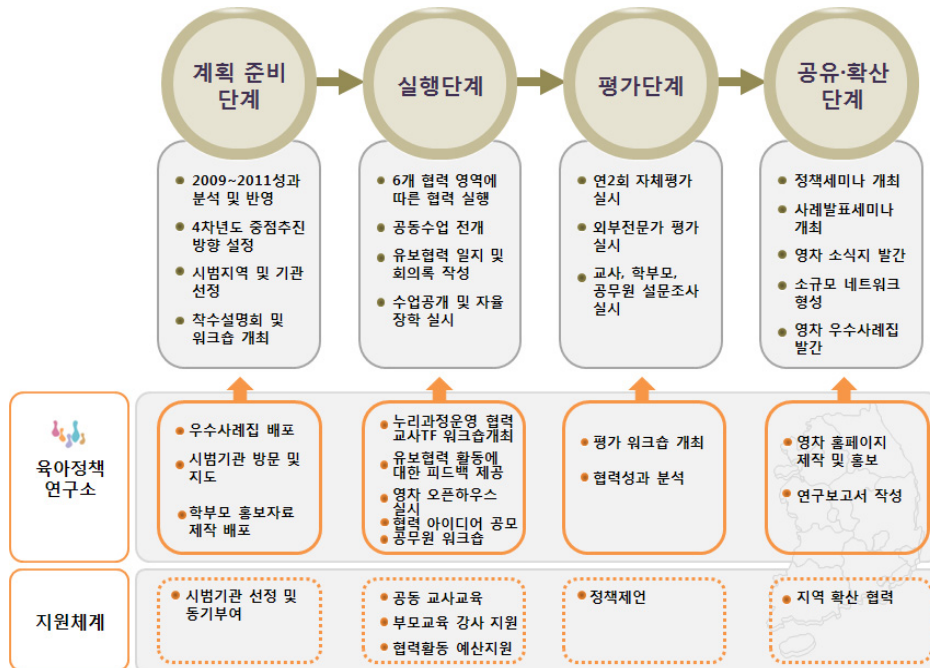 계획 준비
단계
실행단계
평가단계
공유·확산
단계
2009~2011성과
분석 및 반영
4차년도 중점추진
방향 설정
시범지역 및 기관
선정
착수설명회 및
워크숍 개최
6개 협력 영역에
따른 협력 실행
공동수업 전개
유보협력 일지 및
회의록 작성
수업공개 및 자율
장학 실시
연2회 자체평가
실시
외부전문가 평가
실시
교사, 학부모,
공무원 설문조사
실시
정책세미나 개최
사례발표세미나
개최
영차 소식지 발간
소규모 네트워크
형성
영차 우수사례집
발간
육아정책
연구소
우수사례집 배포
시범기관 방문 및
지도
학부모 홍보자료
제작 배포
누리과정운영 협력
교사TF 워크숍개최
유보협력 활동에
대한 피드백 제공
영차 오픈하우스
실시
협력 아이디어 공모
공무원 워크숍
평가 워크숍 개최
협력성과 분석
영차 홈페이지
제작 및 홍보
연구보고서 작성
지원체계
시범기관 선정 및
동기부여
공동 교사교육
부모교육 강사 지원
협력활동 예산지원
정책제언
지역 확산 협력